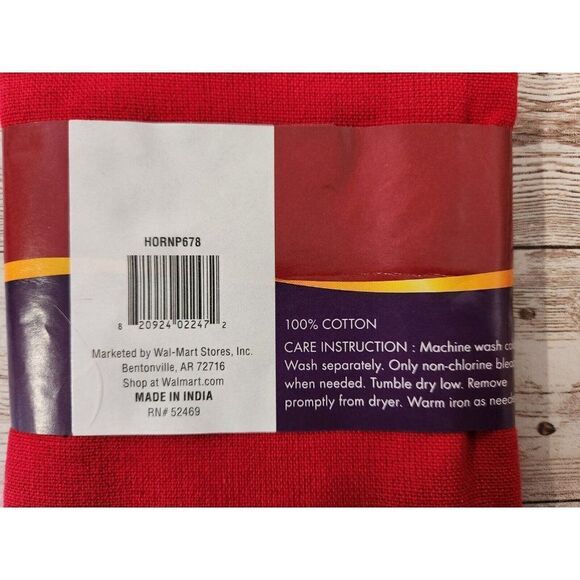 HORNP678
8 20924 02247 2
Marketed by Wal-Mart Stores, Inc.
Bentonville, AR 72716
Shop at Walmart.com
MADE IN INDIA
RN# 52469
100% COTTON
CARE INSTRUCTION : Machine wash
Wash separately. Only non-chlorine
when needed. Tumble dry low. Remove
promptly from dryer. Warm iron as